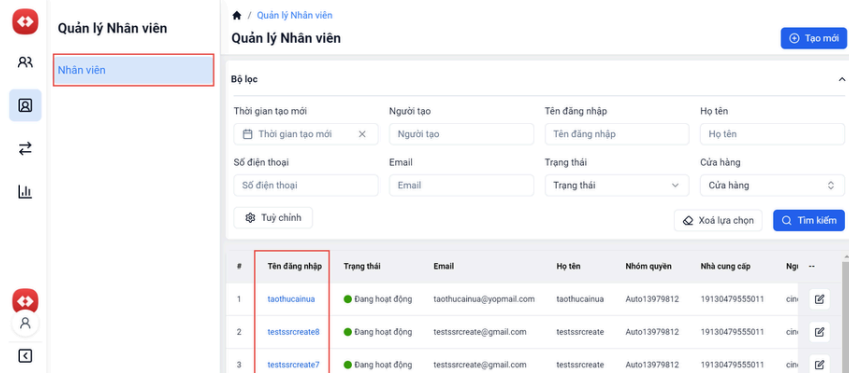 Quản lý Nhân viên
Nhân viên
/ Quản lý Nhân viên
Quản lý Nhân viên
Tạo mới
Bộ lọc
Thời gian tạo mới Người tạo Tên đăng nhập Họ tên
Thời gian tạo mới Người tạo Tên đăng nhập Họ tên
Số điện thoại Email Trạng thái Cửa hàng
Số điện thoại Email Trạng thái Cửa hàng
Tuỳ chỉnh Xoá lựa chọn Tìm kiếm
# Tên đăng nhập Trạng thái Email Họ tên Nhóm quyền Nhà cung cấp --
1 taothucainua Đang hoạt động taothucainua@yopmail.com taothucainua Auto13979812 19130479555011
2 testssrcreate8 Đang hoạt động testssrcreate@gmail.com testssrcreate Auto13979812 19130479555011
3 testssrcreate7 Đang hoạt động testssrcreate@gmail.com testssrcreate Auto13979812 19130479555011